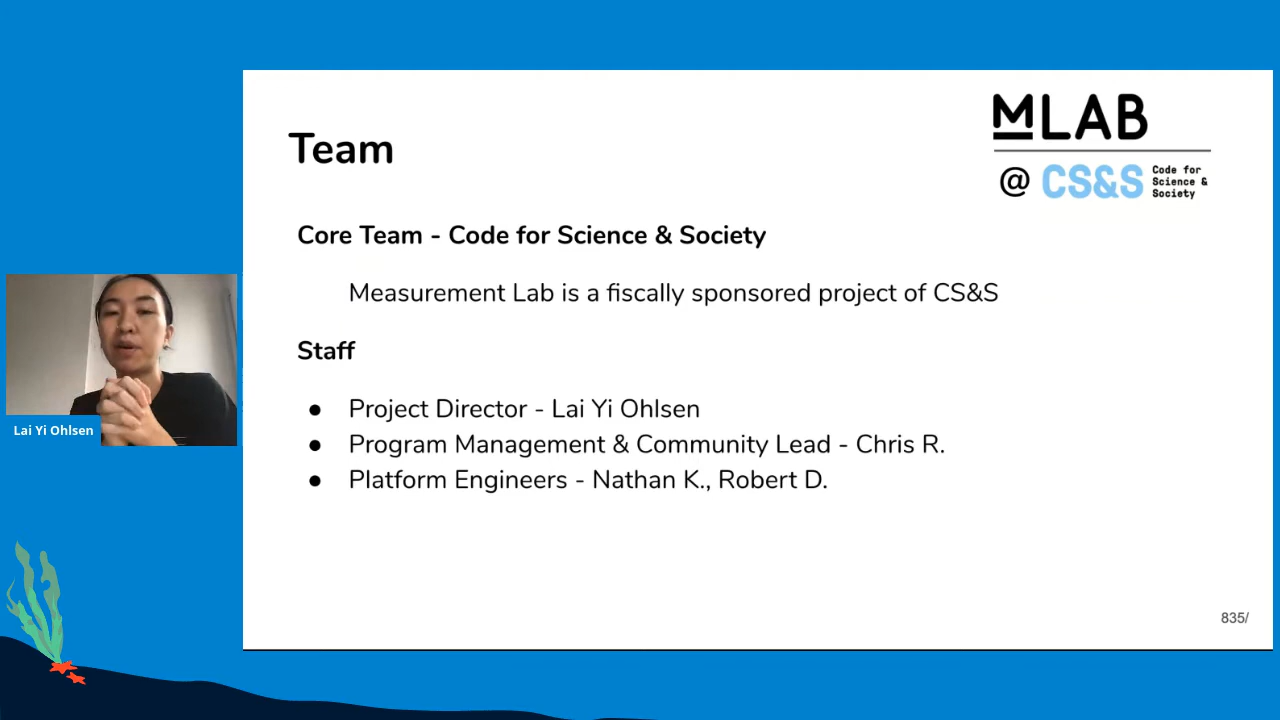 MLAB
@ CS&S Code for
Science &
Society
Team
Core Team - Code for Science & Society
Measurement Lab is a fiscally sponsored project of CS&S
Staff
● Project Director - Lai Yi Ohlsen
● Program Management & Community Lead - Chris R.
● Platform Engineers - Nathan K., Robert D.
Lai Yi Ohlsen
835/